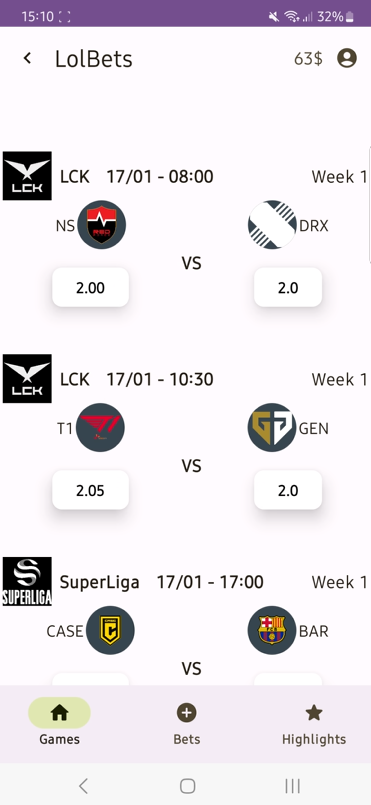 15:10 32%
LolBets 63$
LCK LCK 17/01 - 08:00 Week 1
NS DRX
VS
2.00 2.0
LCK LCK 17/01 - 10:30 Week 1
T1 GEN
VS
2.05 2.0
SUPERLIGA SuperLiga 17/01 - 17:00 Week 1
CASE BAR
VS
Games Bets Highlights